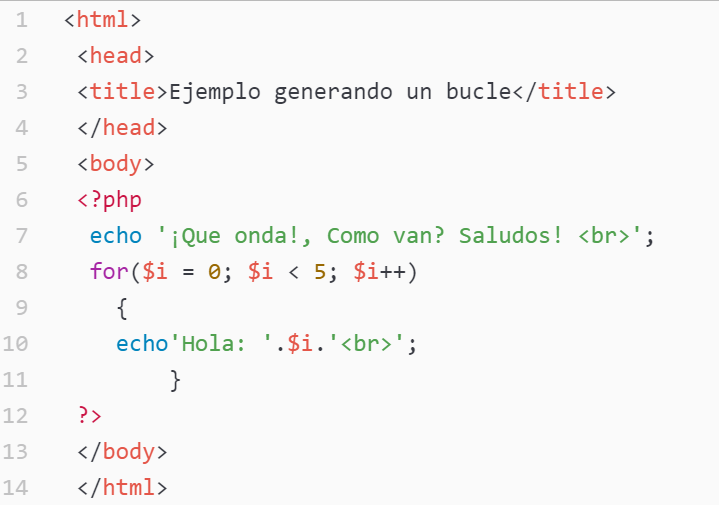 1 <html>
2 <head>
3 <title>Ejemplo generando un bucle</title>
4 </head>
5 <body>
6 <?php
7 echo '¡Que onda!, Como van? Saludos! <br>';
8 for($i = 0; $i < 5; $i++)
9 {
10 echo'Hola: '.$i.'<br>';
11 }
12 ?>
13 </body>
14 </html>